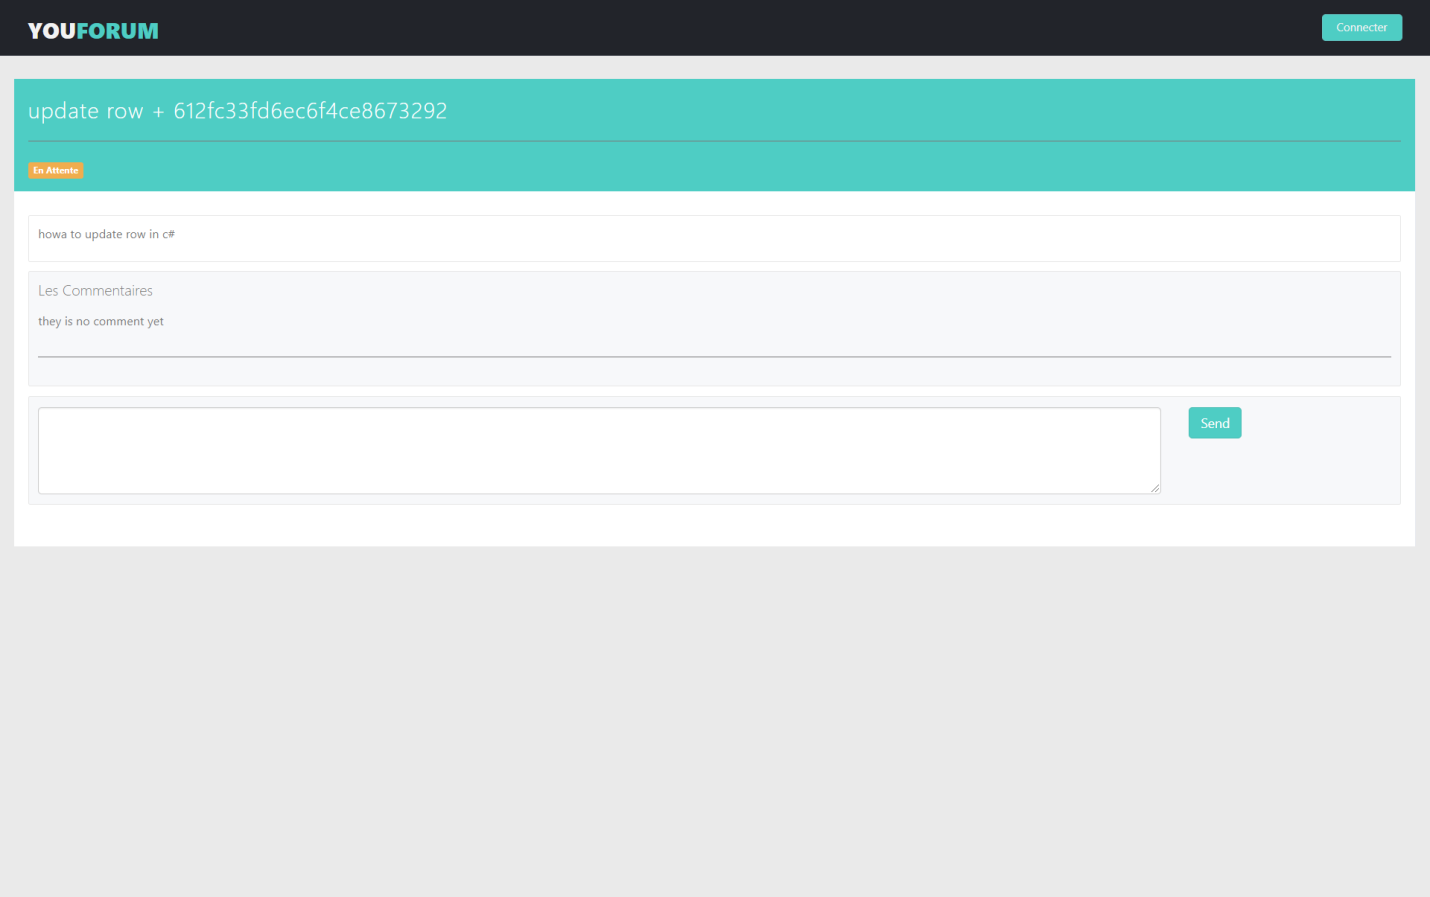 YOUFORUM
Connecter
update row + 612fc33fd6ec6f4ce8673292
En Attente
howa to update row in c#
Les Commentaires
they is no comment yet
Send